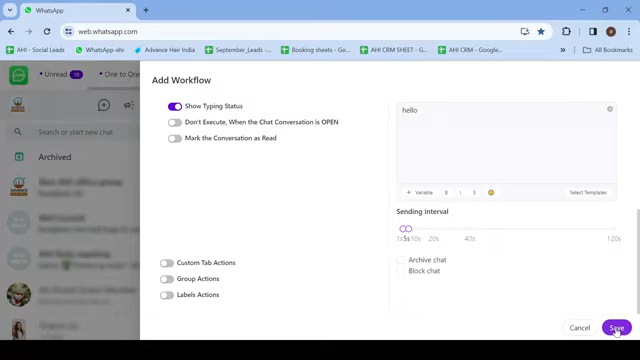 WhatsApp
web.whatsapp.com
AHI - Social Leads
WhatsApp-ahi
Advance Hair India
September_Leads -
Booking sheets - Go
AHI CRM SHEET - G
AHI CRM - Google...
All Bookmarks
Unread
One to One
Search or start new chat
Archived
Add Workflow
Show Typing Status
Don't Execute, When the Chat Conversation is OPEN
Mark the Conversation as Read
hello
+ Variable B I S Select Templates
Sending Interval
1s 5s 10s 20s 40s 120s
Custom Tab Actions
Group Actions
Labels Actions
Archive chat
Block chat
Cancel
Save